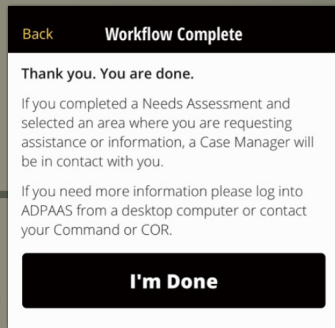 Back
Workflow Complete
Thank you. You are done.
If you completed a Needs Assessment and
selected an area where you are requesting
assistance or information, a Case Manager will
be in contact with you.
If you need more information please log into
ADPAAS from a desktop computer or contact
your Command or COR.
I'm Done